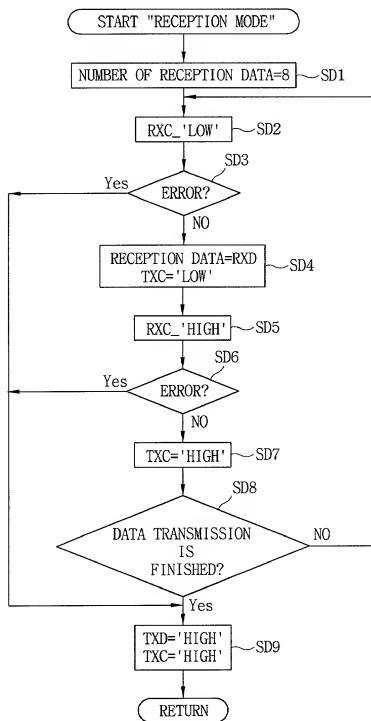 START "RECEPTION MODE"
NUMBER OF RECEPTION DATA=8
SD1
RXC_'LOW'
SD2
SD3
Yes
ERROR?
NO
RECEPTION DATA=RXD
TXC='LOW'
SD4
RXC_'HIGH'
SD5
SD6
Yes
ERROR?
NO
TXC='HIGH'
SD7
SD8
DATA TRANSMISSION
IS
FINISHED?
NO
Yes
TXD='HIGH'
TXC='HIGH'
SD9
RETURN